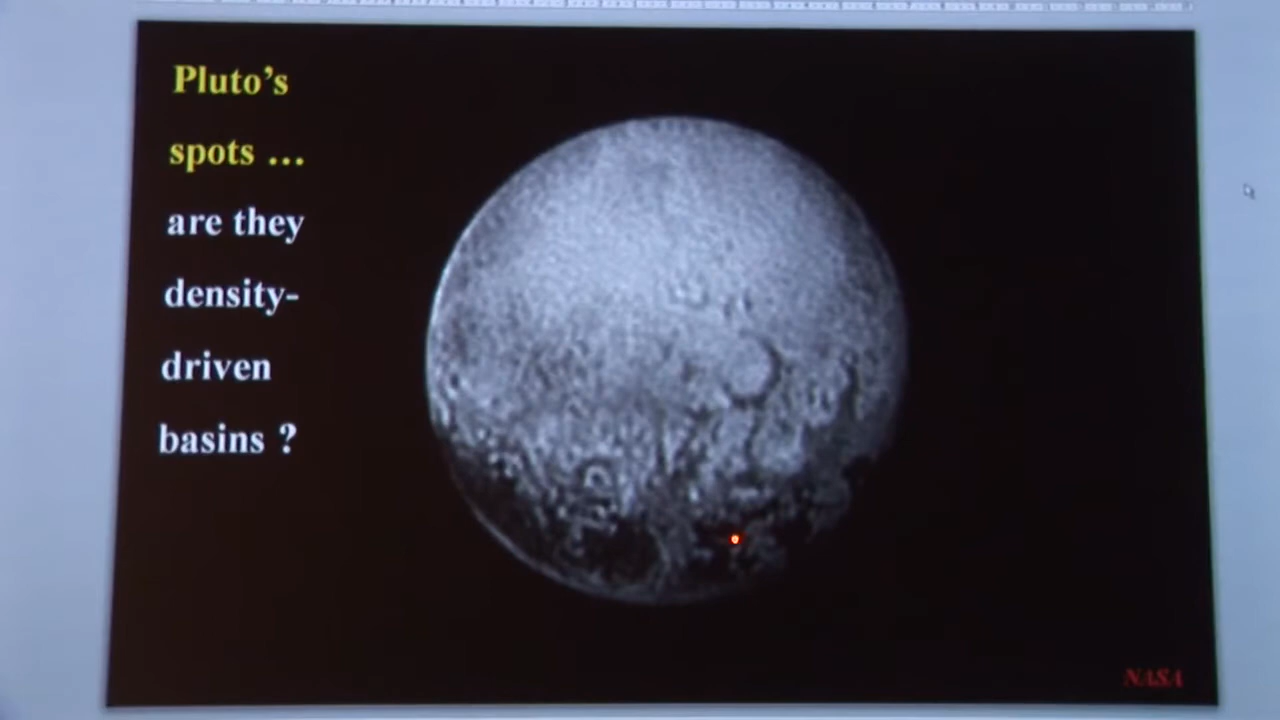 Pluto's
spots ...
are they
density-
driven
basins ?
NASA